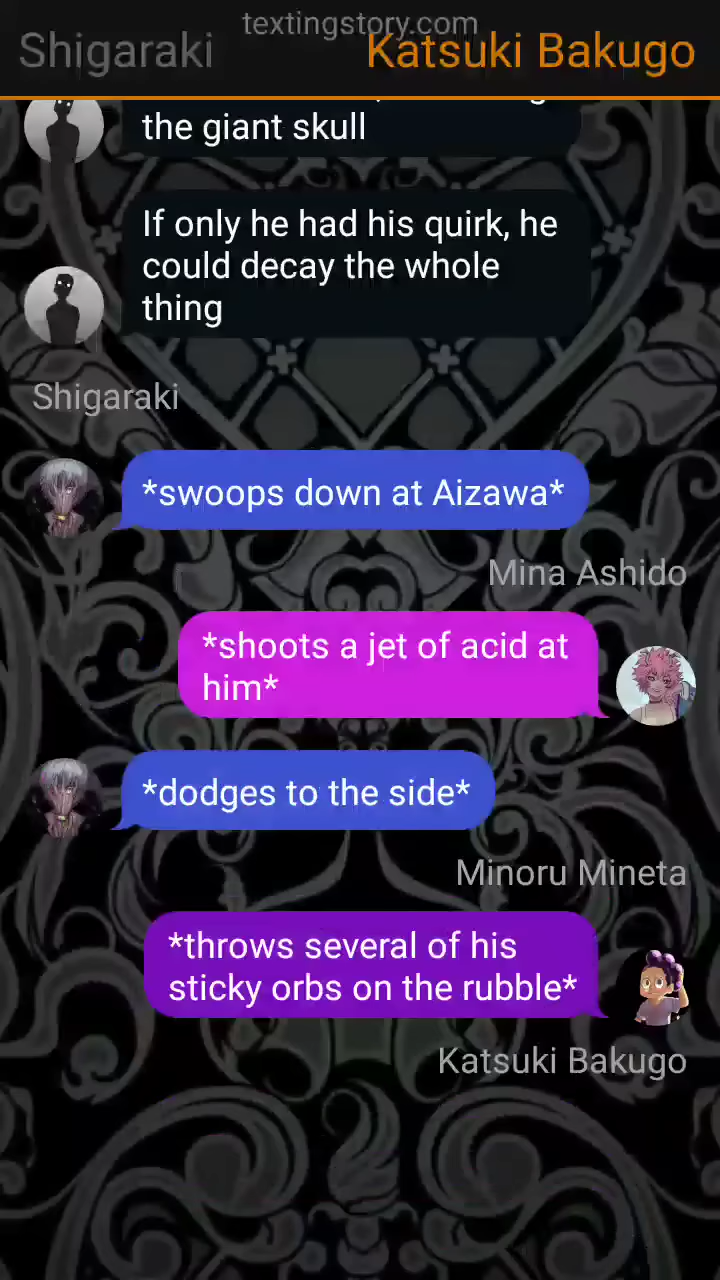 textingstory.com
Shigaraki
Katsuki Bakugo
the giant skull
If only he had his quirk, he
could decay the whole
thing
Shigaraki
*swoops down at Aizawa*
Mina Ashido
*shoots a jet of acid at
him*
*dodges to the side*
Minoru Mineta
*throws several of his
sticky orbs on the rubble*
Katsuki Bakugo